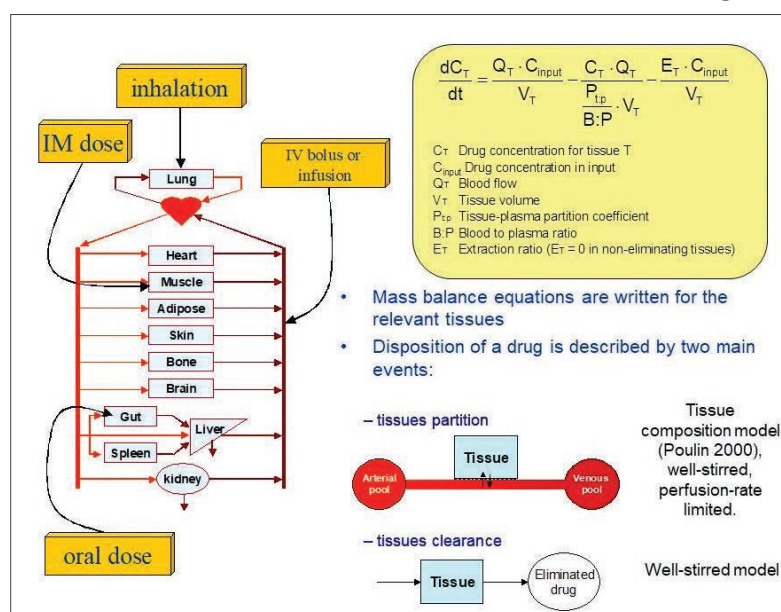 inhalation
IM dose
IV bolus or
infusion
Lung
Heart
Muscle
Adipose
Skin
Bone
Brain
Gut
Liver
Spleen
kidney
oral dose
dC_T/dt = Q_T · C_input/V_T − C_T · Q_T/(P_t:p/B:P · V_T) − E_T · C_input/V_T
C_T Drug concentration for tissue T
C_input Drug concentration in input
Q_T Blood flow
V_T Tissue volume
P_t:p Tissue-plasma partition coefficient
B:P Blood to plasma ratio
E_T Extraction ratio (E_T = 0 in non-eliminating tissues)
• Mass balance equations are written for the
relevant tissues
• Disposition of a drug is described by two main
events:
– tissues partition
Tissue
Arterial
pool
Venous
pool
Tissue
composition model
(Poulin 2000),
well-stirred,
perfusion-rate
limited.
– tissues clearance
Tissue
Eliminated
drug
Well-stirred model